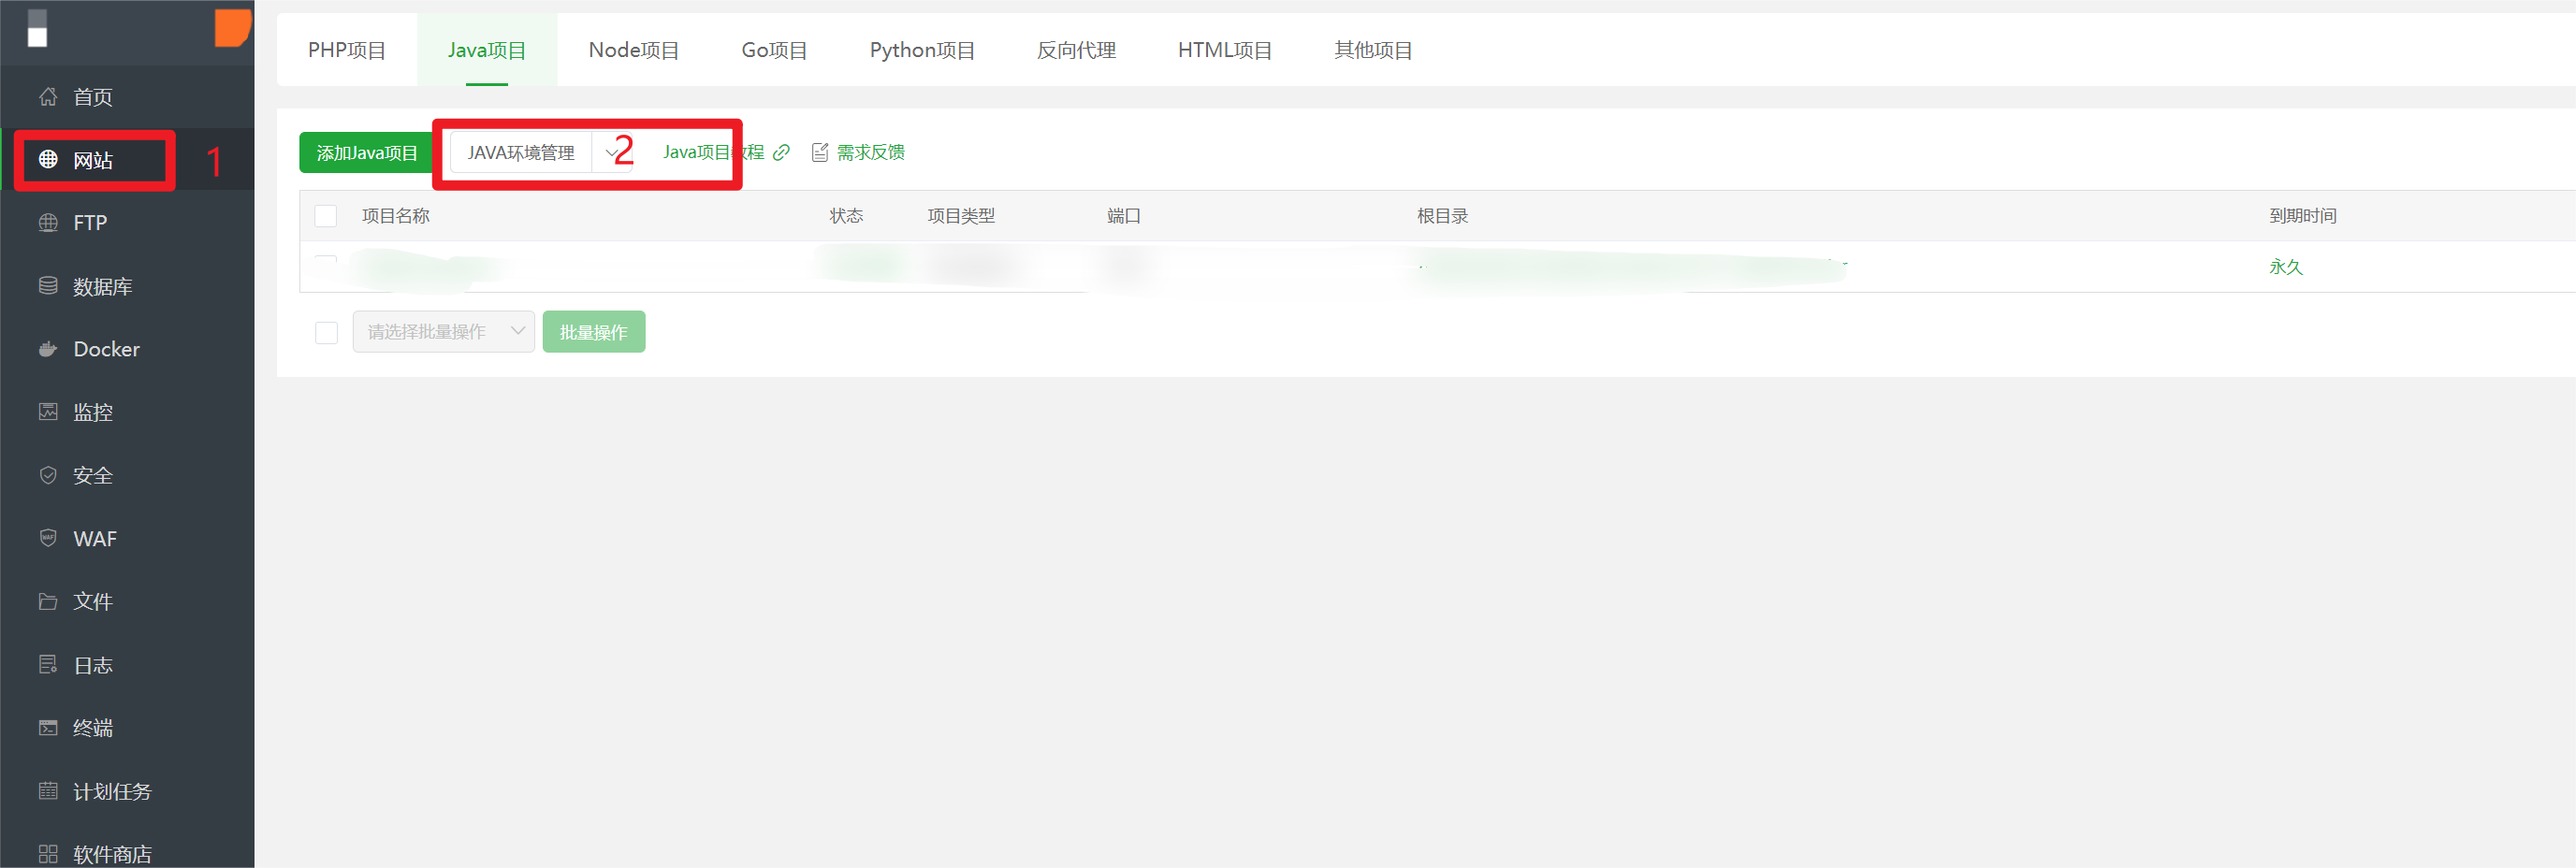 首页
网站 1
FTP
数据库
Docker
监控
安全
WAF
文件
日志
终端
计划任务
软件商店
PHP项目 Java项目 Node项目 Go项目 Python项目 反向代理 HTML项目 其他项目
添加Java项目 JAVA环境管理 2 Java项目教程 需求反馈
项目名称 状态 项目类型 端口 根目录 到期时间
永久
请选择批量操作 批量操作